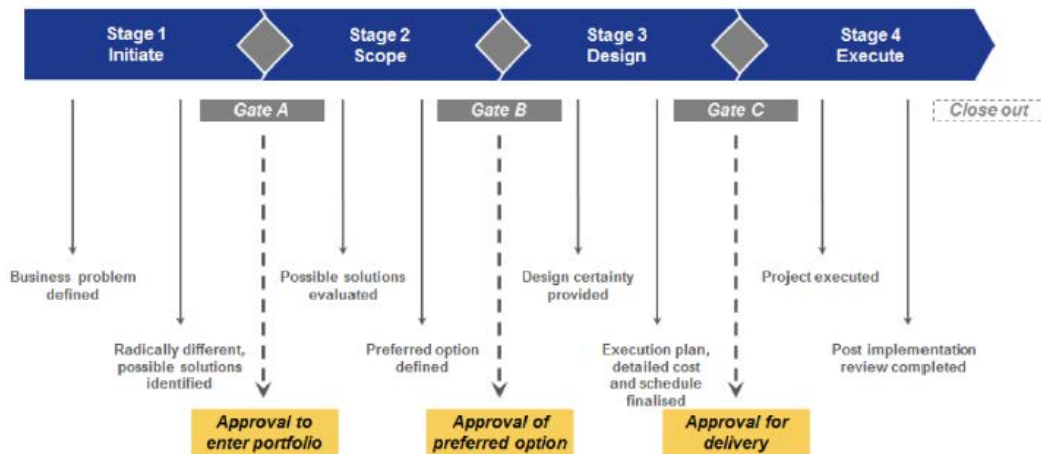 Stage 1
Initiate
Stage 2
Scope
Stage 3
Design
Stage 4
Execute
Gate A
Gate B
Gate C
Close out
Business problem
defined
Possible solutions
evaluated
Design certainty
provided
Project executed
Radically different,
possible solutions
identified
Preferred option
defined
Execution plan,
detailed cost
and schedule
finalised
Post implementation
review completed
Approval to
enter portfolio
Approval of
preferred option
Approval for
delivery